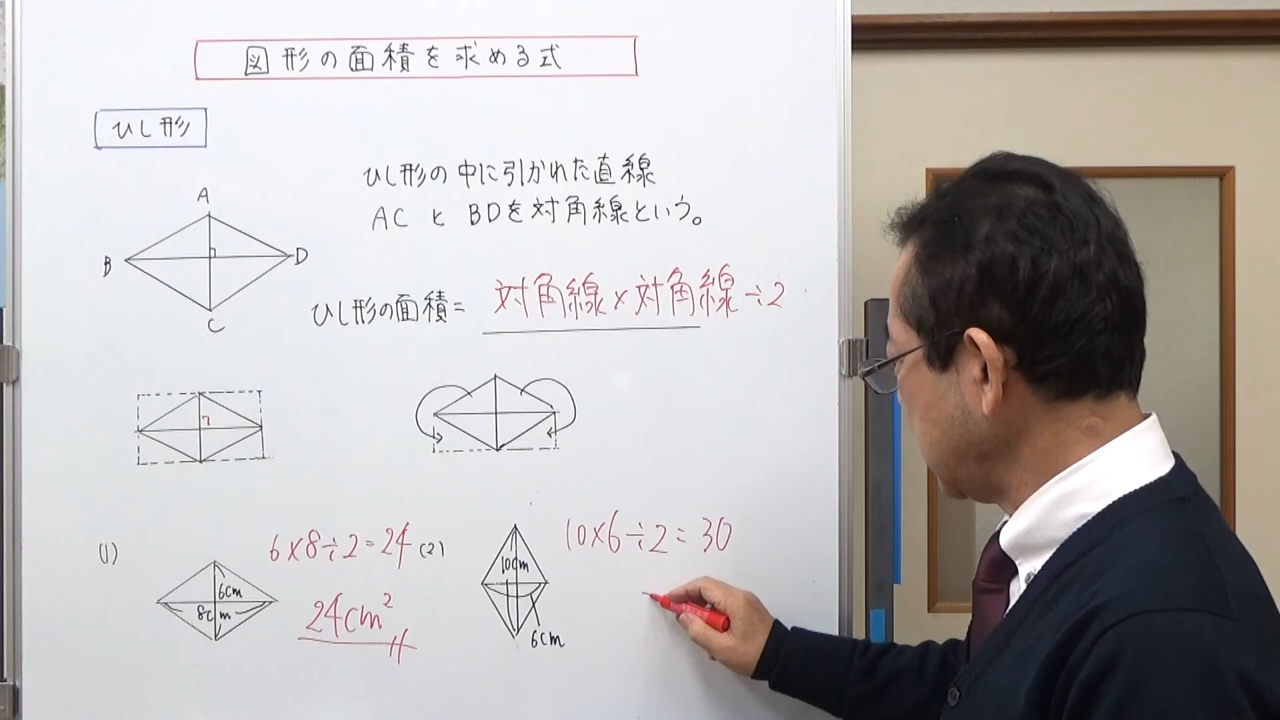 図形の面積を求める式
ひし形
ひし形の中に引かれた直線
ACとBDを対角線という。
A
B
D
C
ひし形の面積=対角線×対角線÷2
(1)
6×8÷2=24
6cm
8cm
24cm²
(2)
10×6÷2=30
10cm
6cm